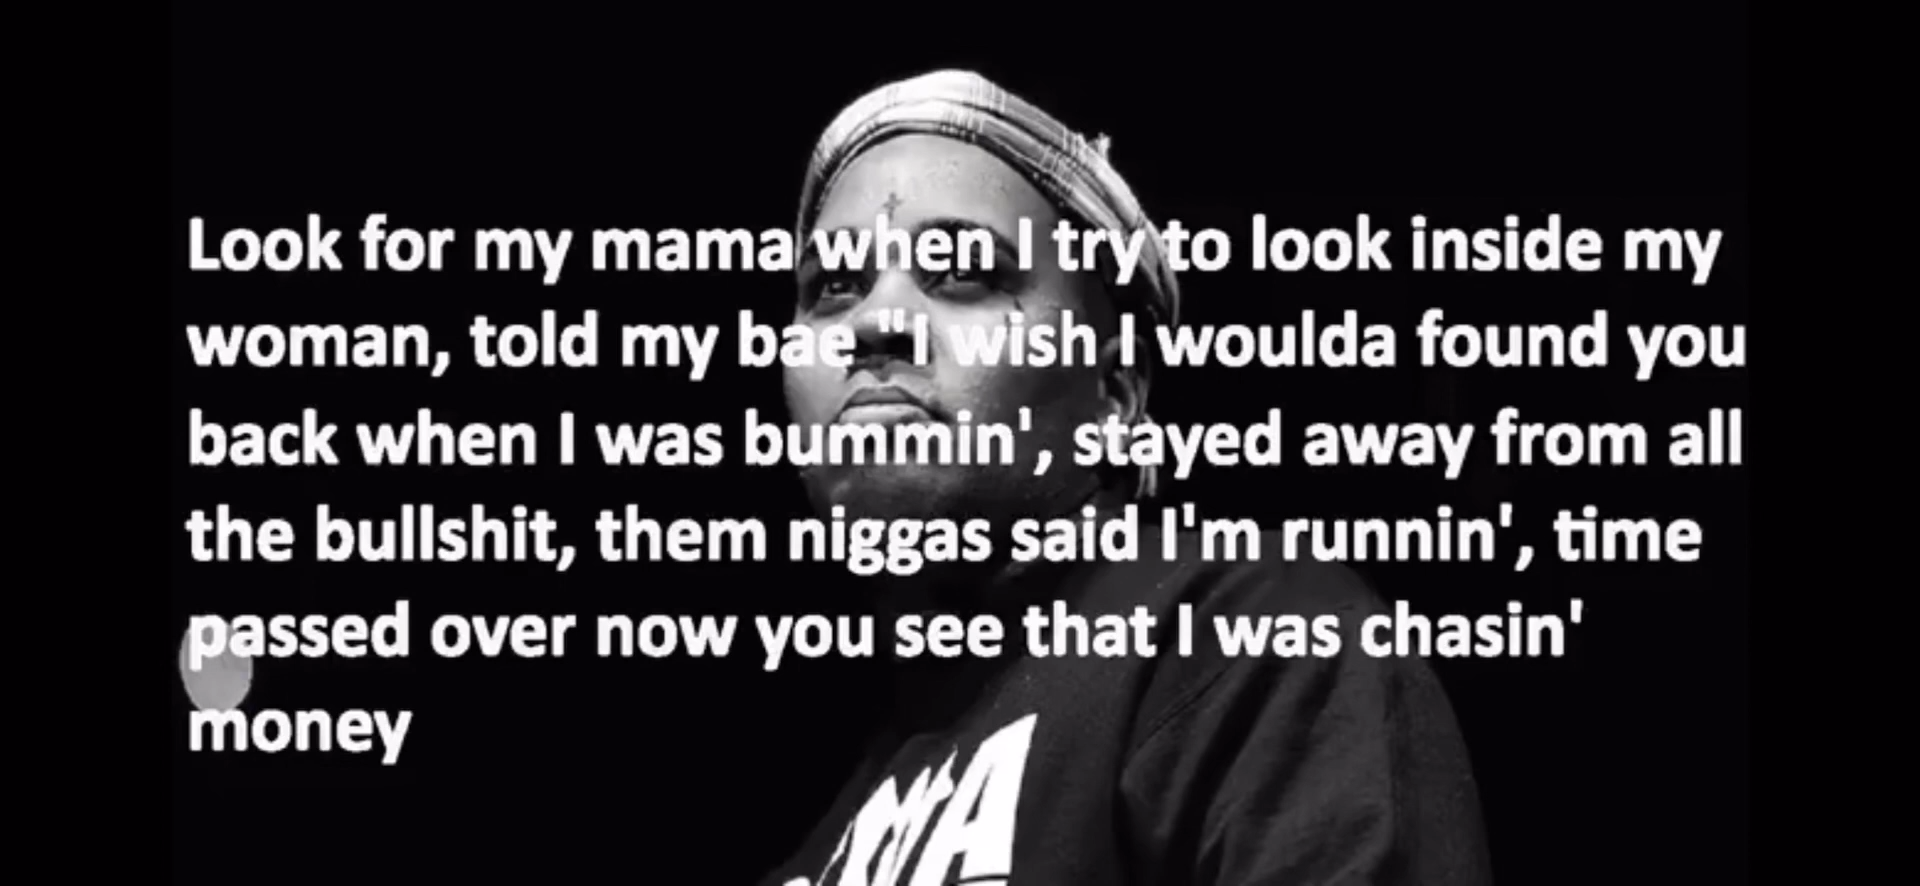 Look for my mama when I try to look inside my
woman, told my bae "I wish I woulda found you
back when I was bummin', stayed away from all
the bullshit, them niggas said I'm runnin', time
passed over now you see that I was chasin'
money